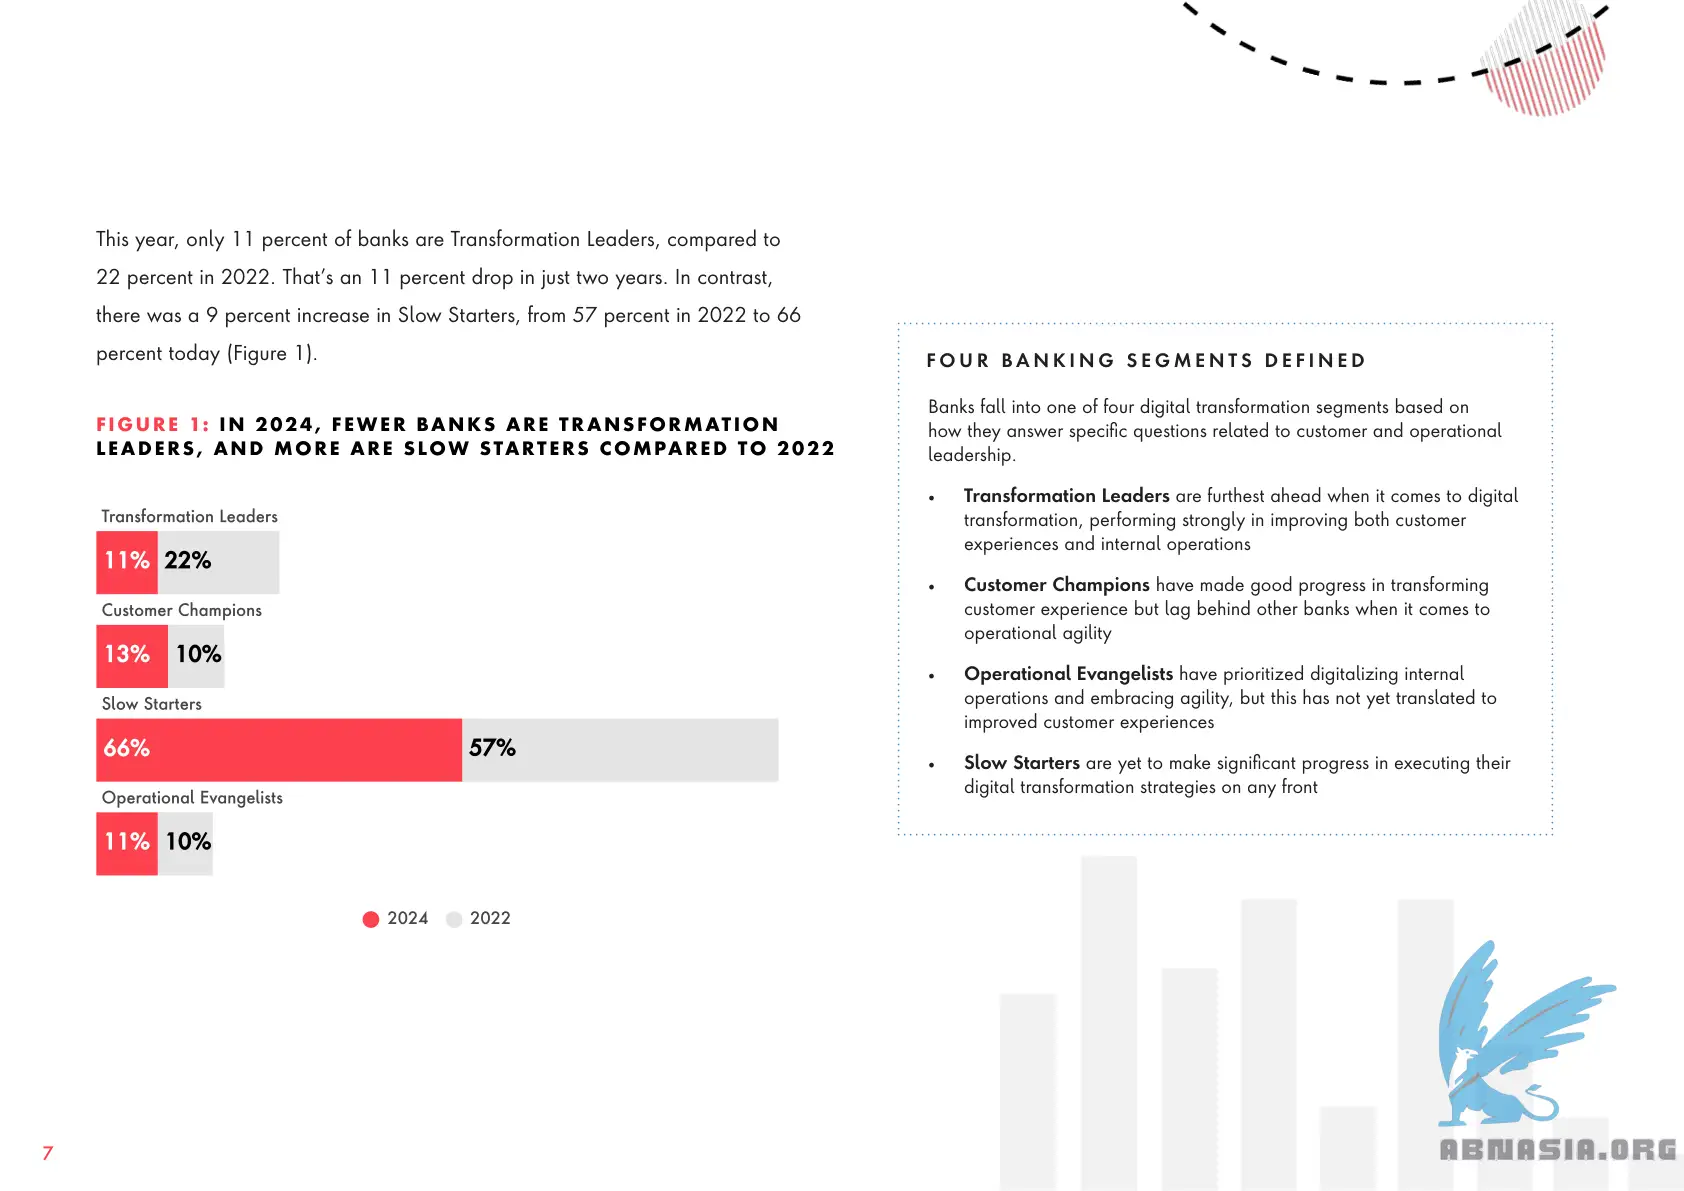 This year, only 11 percent of banks are Transformation Leaders, compared to
22 percent in 2022. That’s an 11 percent drop in just two years. In contrast,
there was a 9 percent increase in Slow Starters, from 57 percent in 2022 to 66
percent today (Figure 1).
FIGURE 1: IN 2024, FEWER BANKS ARE TRANSFORMATION
LEADERS, AND MORE ARE SLOW STARTERS COMPARED TO 2022
Transformation Leaders
11% 22%
Customer Champions
13% 10%
Slow Starters
66% 57%
Operational Evangelists
11% 10%
2024 2022
FOUR BANKING SEGMENTS DEFINED
Banks fall into one of four digital transformation segments based on
how they answer specific questions related to customer and operational
leadership.
• Transformation Leaders are furthest ahead when it comes to digital
transformation, performing strongly in improving both customer
experiences and internal operations
• Customer Champions have made good progress in transforming
customer experience but lag behind other banks when it comes to
operational agility
• Operational Evangelists have prioritized digitalizing internal
operations and embracing agility, but this has not yet translated to
improved customer experiences
• Slow Starters are yet to make significant progress in executing their
digital transformation strategies on any front
7
ABNASIA.ORG